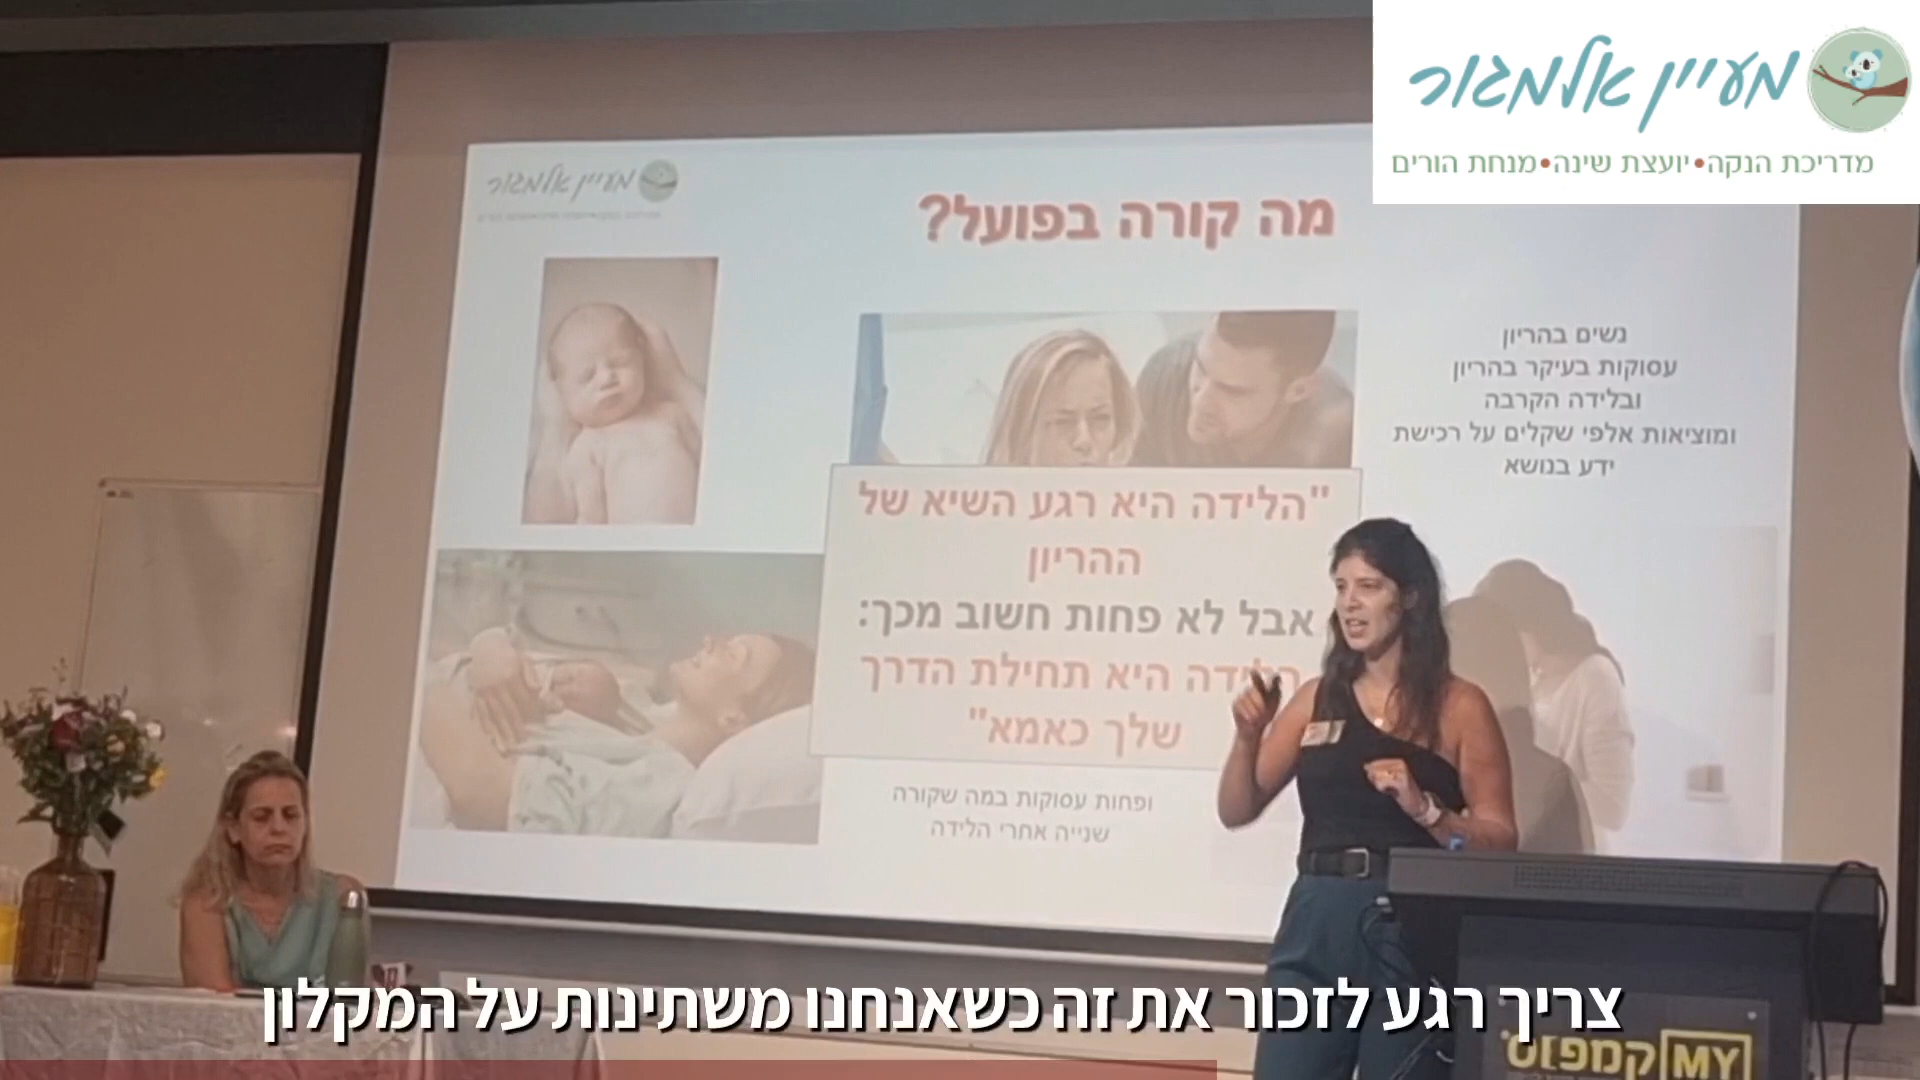 מעיין אלמגור
מדריכת הנקה•יועצת שינה•מנחת הורים
מעיין אלמגור
מה קורה בפועל?
נשים בהריון
עסוקות בעיקר בהריון
ובלידה הקרבה
ומוציאות אלפי שקלים על רכישת
ידע בנושא
"הלידה היא רגע השיא של
ההריון
אבל לא פחות חשוב מכך:
הלידה היא תחילת הדרך
שלך כאמא"
ופחות עסוקות במה שקורה
שנייה אחרי הלידה
צריך רגע לזכור את זה כשאנחנו משתינות על המקלון
MY קמפוס